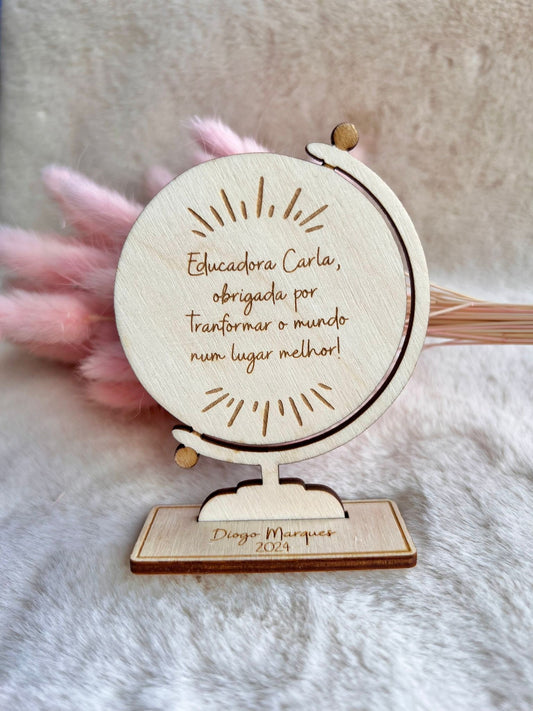 Educadora Carla,
obrigada por
Tranformar o mundo
num lugar melhor!
Diogo Marques
2024